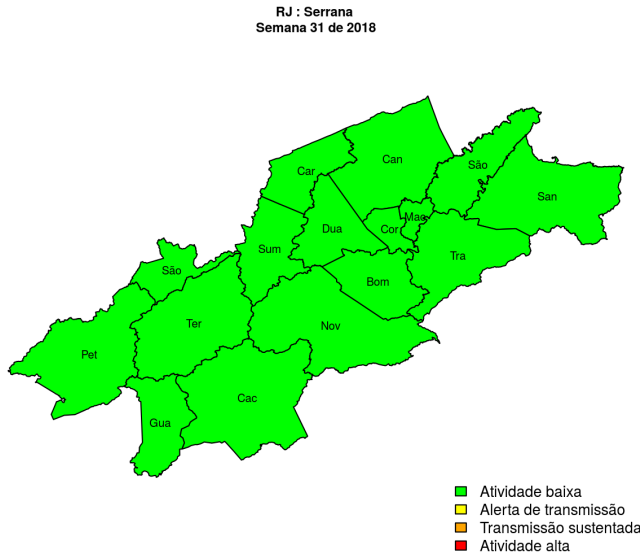 RJ : Serrana
Semana 31 de 2018
Can
São
Car
San
Mac
Dua
Cor
Sum
Tra
São
Bom
Ter
Nov
Pet
Cac
Gua
Atividade baixa
Alerta de transmissão
Transmissão sustentada
Atividade alta